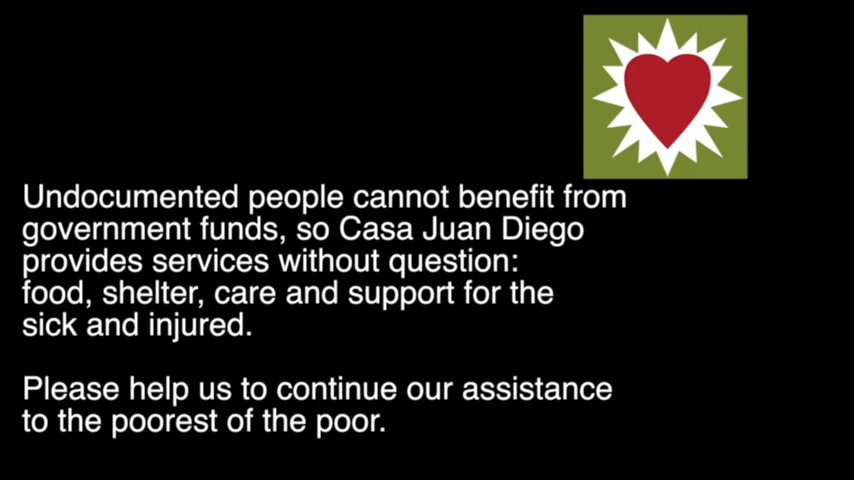 Undocumented people cannot benefit from
government funds, so Casa Juan Diego
provides services without question:
food, shelter, care and support for the
sick and injured.
Please help us to continue our assistance
to the poorest of the poor.